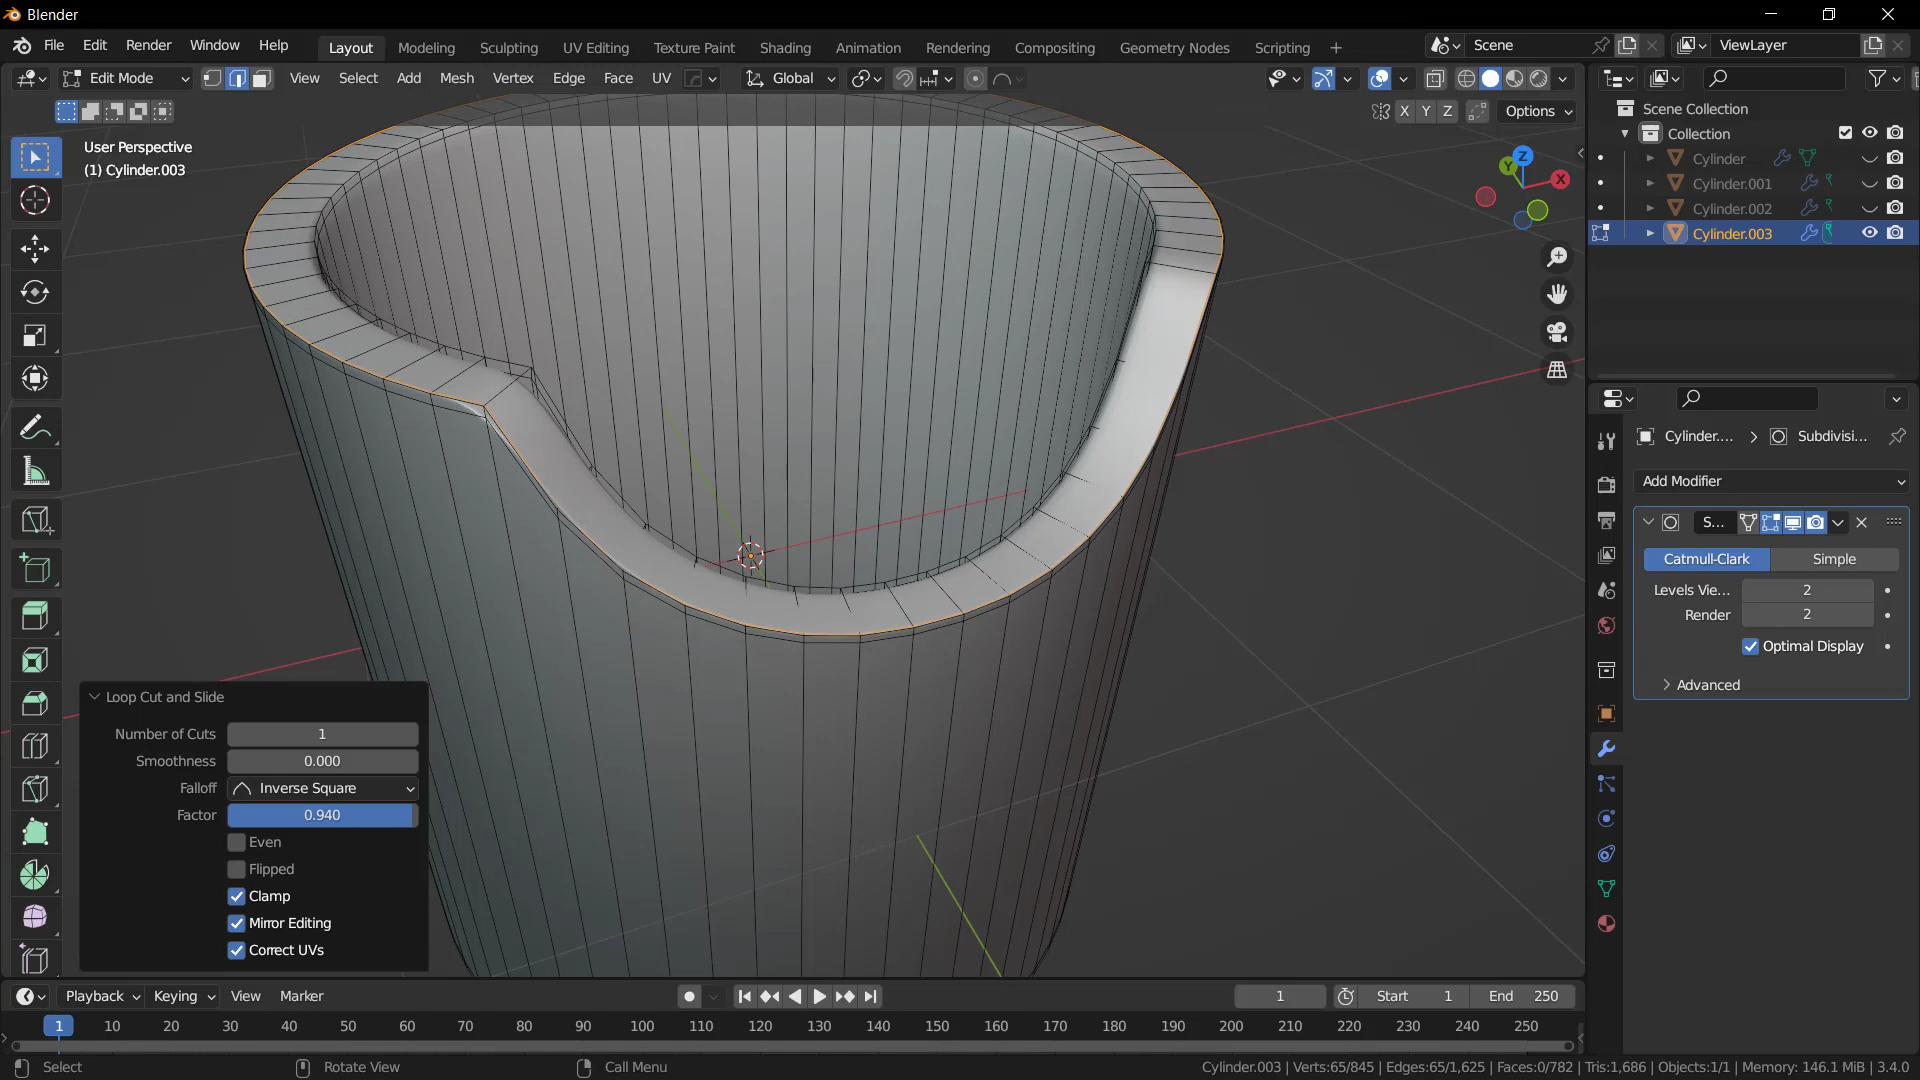 Blender
File Edit Render Window Help Layout Modeling Sculpting UV Editing Texture Paint Shading Animation Rendering Compositing Geometry Nodes Scripting + Scene ViewLayer
Edit Mode View Select Add Mesh Vertex Edge Face UV Global
X Y Z Options
User Perspective
(1) Cylinder.003
Z
Y
X
Scene Collection
Collection
Cylinder
Cylinder.001
Cylinder.002
Cylinder.003
Cylinder.... Subdivisi...
Add Modifier
S...
Catmull-Clark Simple
Levels Vie... 2
Render 2
Optimal Display
Advanced
Loop Cut and Slide
Number of Cuts 1
Smoothness 0.000
Falloff Inverse Square
Factor 0.940
Even
Flipped
Clamp
Mirror Editing
Correct UVs
Playback Keying View Marker 1 Start 1 End 250
1 10 20 30 40 50 60 70 80 90 100 110 120 130 140 150 160 170 180 190 200 210 220 230 240 250
Select Rotate View Call Menu Cylinder.003 | Verts:65/845 | Edges:65/1,625 | Faces:0/782 | Tris:1,686 | Objects:1/1 | Memory: 146.1 MiB | 3.4.0